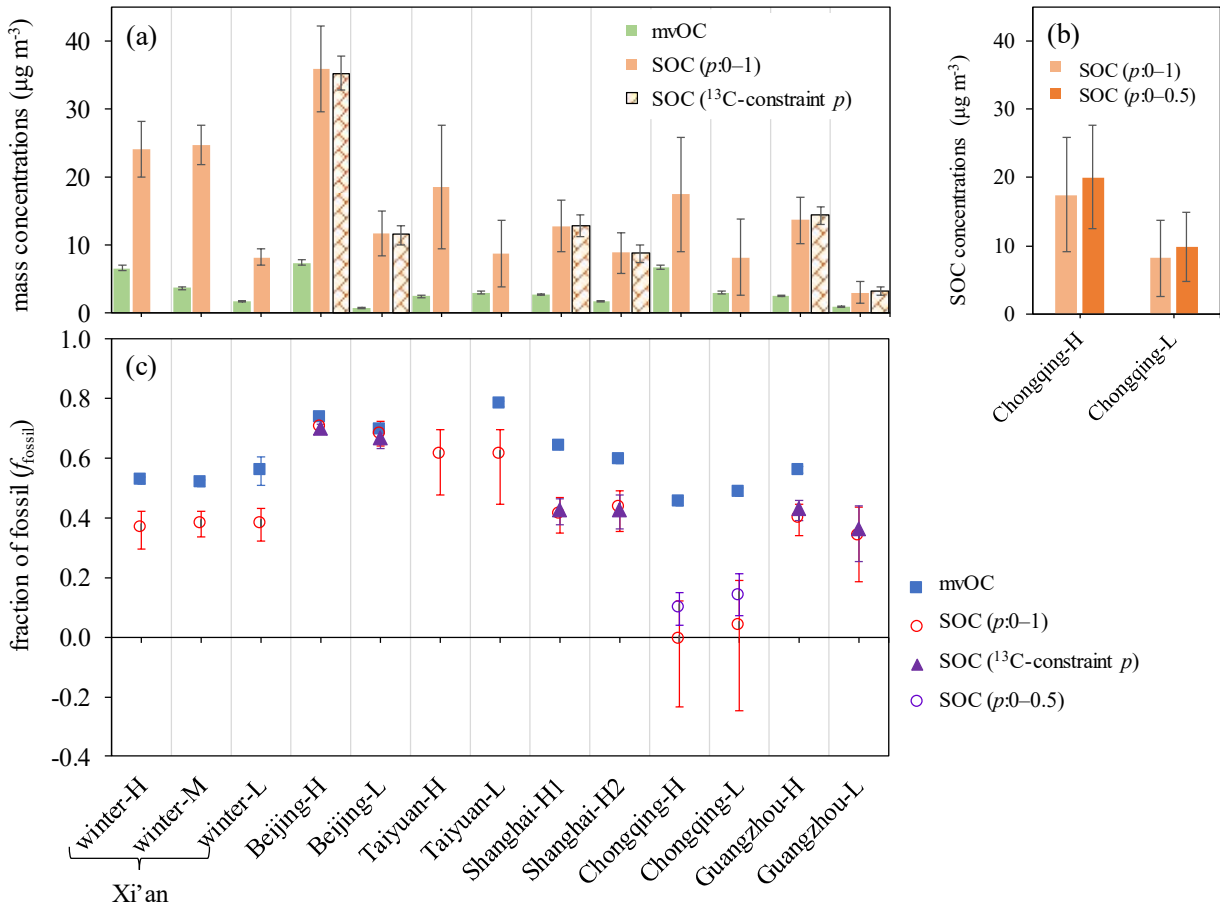 (a)
mvOC
SOC (p:0–1)
SOC (¹³C-constraint p)
mass concentrations (μg m⁻³)
40
30
20
10
0
(b)
SOC (p:0–1)
SOC (p:0–0.5)
SOC concentrations (μg m⁻³)
40
30
20
10
0
Chongqing-H
Chongqing-L
(c)
fraction of fossil (f_fossil)
1.0
0.8
0.6
0.4
0.2
0.0
-0.2
-0.4
mvOC
SOC (p:0–1)
SOC (¹³C-constraint p)
SOC (p:0–0.5)
winter-H
winter-M
winter-L
Beijing-H
Beijing-L
Taiyuan-H
Taiyuan-L
Shanghai-H1
Shanghai-H2
Chongqing-H
Chongqing-L
Guangzhou-H
Guangzhou-L
Xi’an